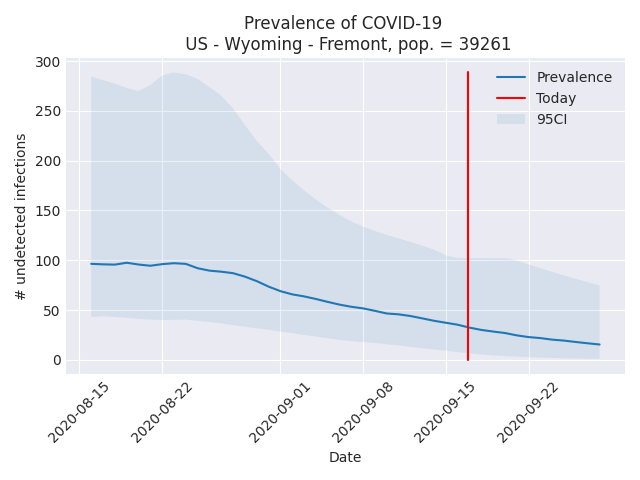 Prevalence of COVID-19
US - Wyoming - Fremont, pop. = 39261
300
250
200
150
100
50
0
# undetected infections
Prevalence
Today
95CI
2020-08-15
2020-08-22
2020-09-01
2020-09-08
2020-09-15
2020-09-22
Date